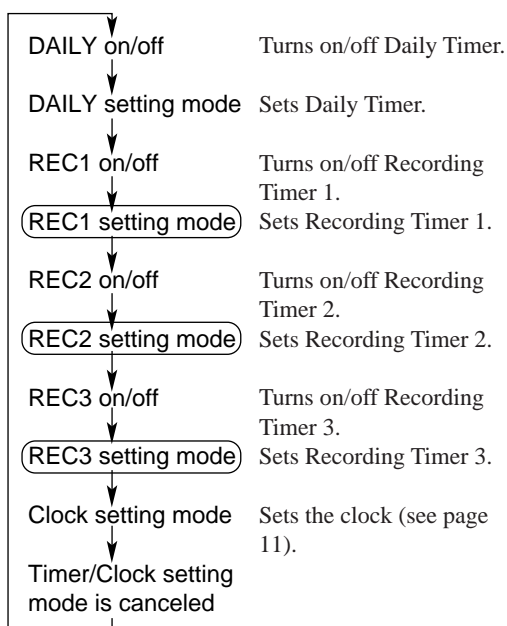 DAILY on/off Turns on/off Daily Timer.
DAILY setting mode Sets Daily Timer.
REC1 on/off Turns on/off Recording
Timer 1.
REC1 setting mode Sets Recording Timer 1.
REC2 on/off Turns on/off Recording
Timer 2.
REC2 setting mode Sets Recording Timer 2.
REC3 on/off Turns on/off Recording
Timer 3.
REC3 setting mode Sets Recording Timer 3.
Clock setting mode Sets the clock (see page
11).
Timer/Clock setting
mode is canceled